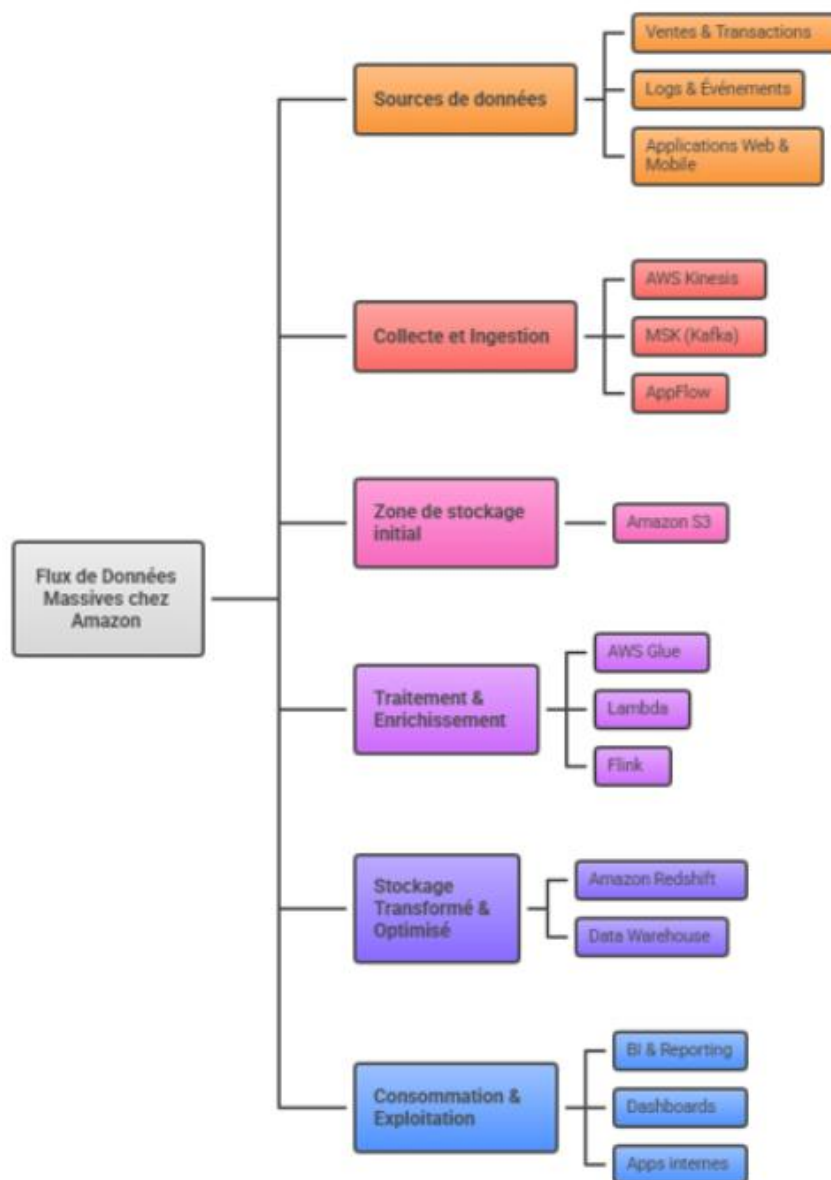 Ventes & Transactions
Sources de données
Logs & Événements
Applications Web &
Mobile
AWS Kinesis
Collecte et Ingestion
MSK (Kafka)
AppFlow
Zone de stockage
initial
Amazon S3
Flux de Données
Massives chez
Amazon
AWS Glue
Traitement &
Enrichissement
Lambda
Flink
Stockage
Transformé &
Optimisé
Amazon Redshift
Data Warehouse
BI & Reporting
Consommation &
Exploitation
Dashboards
Apps internes